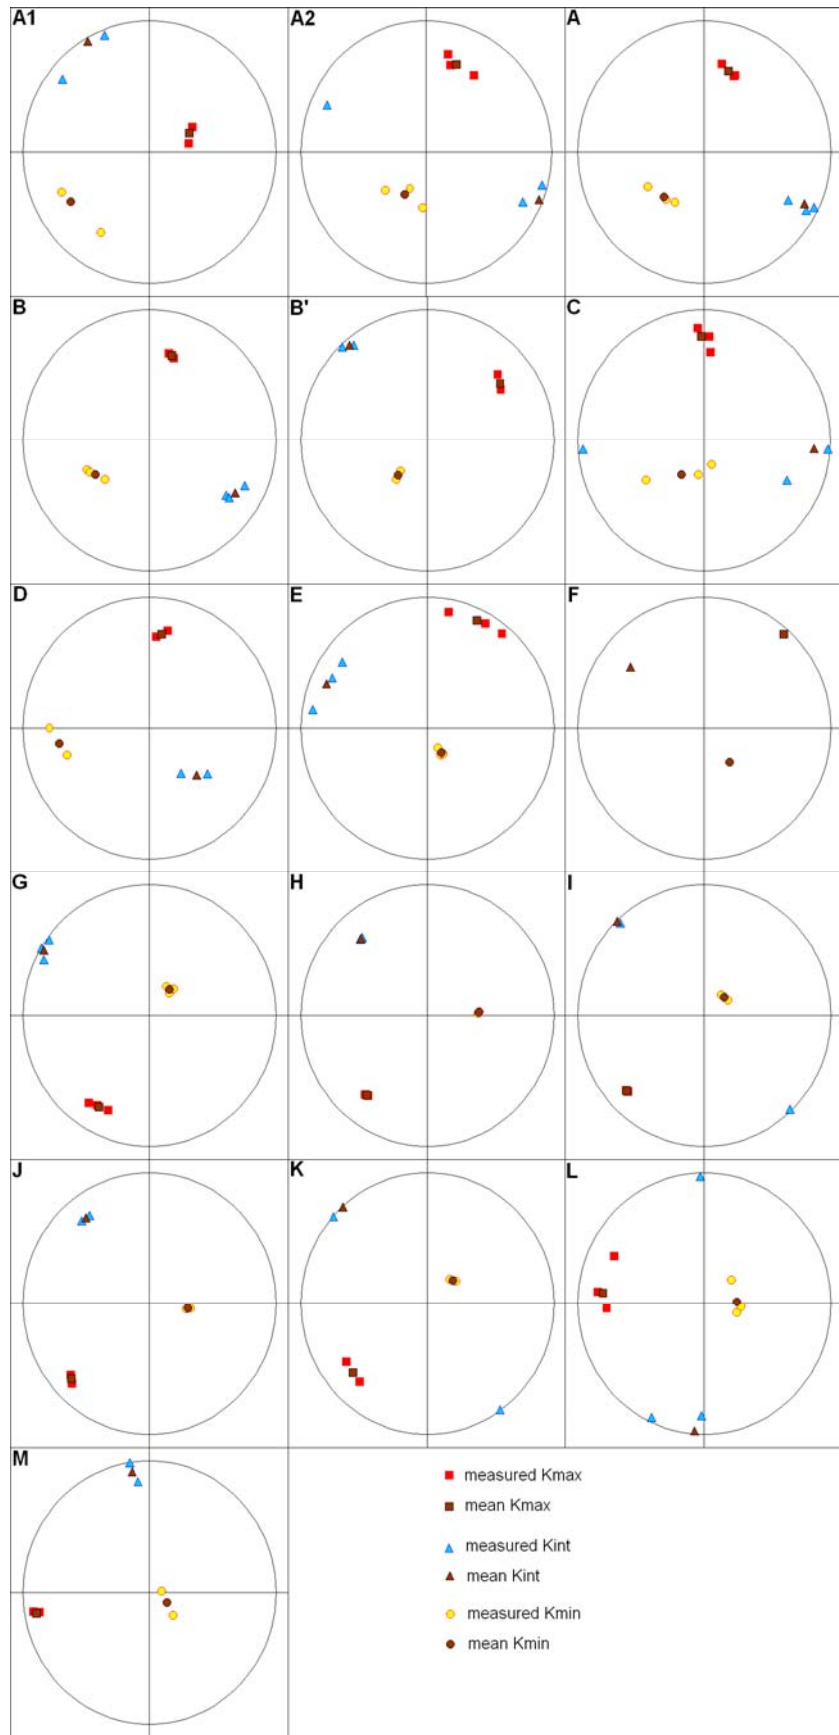 A1
A2
A
B
B'
C
D
E
F
G
H
I
J
K
L
M
measured Kmax
mean Kmax
measured Kint
mean Kint
measured Kmin
mean Kmin